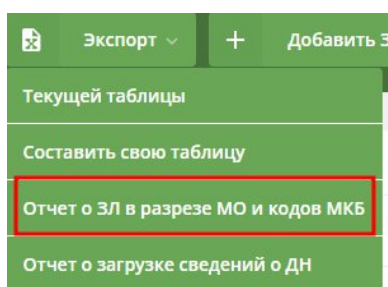 Экспорт
+ Добавить З
Текущей таблицы
Составить свою таблицу
Отчет о ЗЛ в разрезе МО и кодов МКБ
Отчет о загрузке сведений о ДН